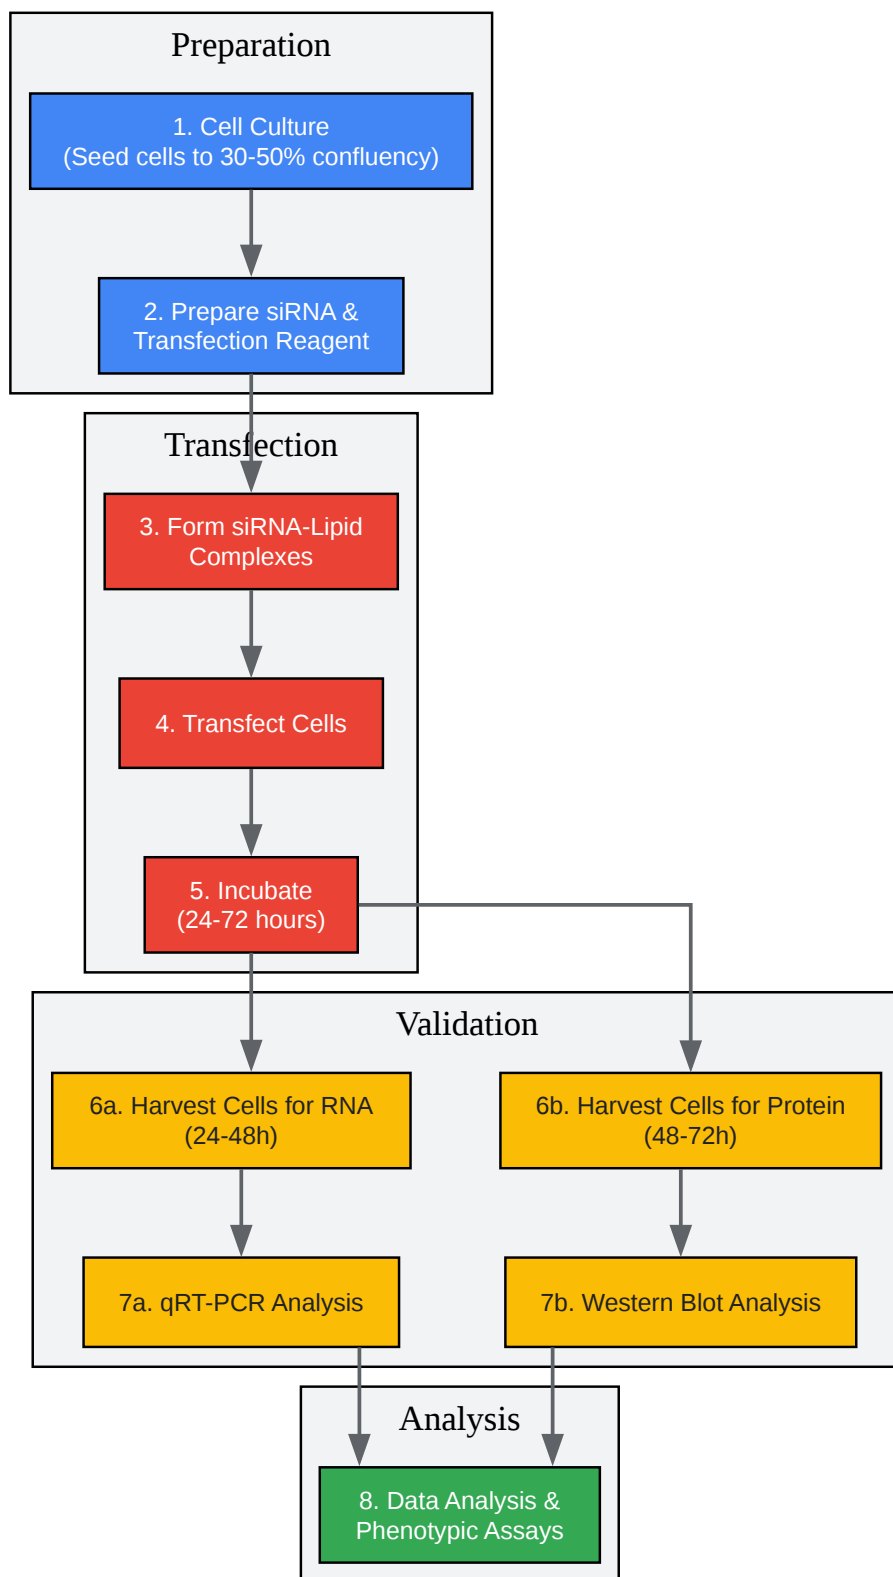 Preparation
1. Cell Culture
(Seed cells to 30-50% confluency)
2. Prepare siRNA &
Transfection Reagent
Transfection
3. Form siRNA-Lipid
Complexes
4. Transfect Cells
5. Incubate
(24-72 hours)
Validation
6a. Harvest Cells for RNA
(24-48h)
6b. Harvest Cells for Protein
(48-72h)
7a. qRT-PCR Analysis
7b. Western Blot Analysis
Analysis
8. Data Analysis &
Phenotypic Assays